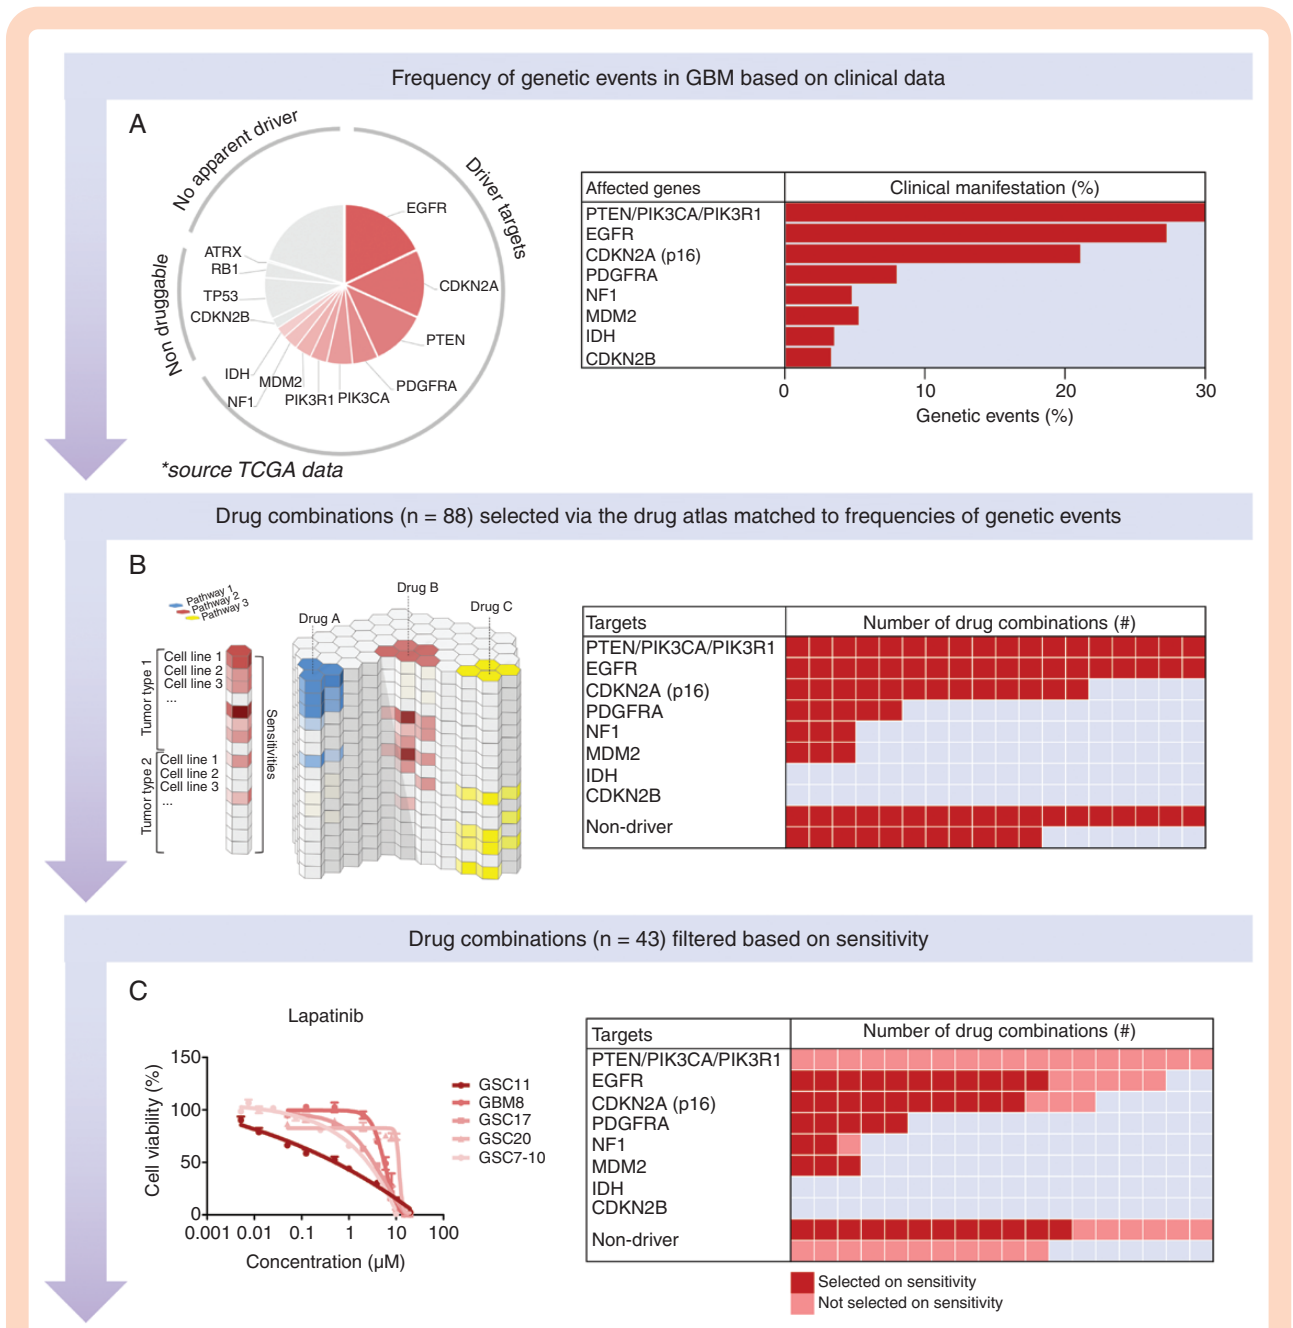 Frequency of genetic events in GBM based on clinical data
A
No apparent driver
Driver targets
Non druggable
EGFR
CDKN2A
PTEN
PDGFRA
PIK3CA
PIK3R1
MDM2
NF1
IDH
CDKN2B
TP53
RB1
ATRX
*source TCGA data
Affected genes
Clinical manifestation (%)
PTEN/PIK3CA/PIK3R1
EGFR
CDKN2A (p16)
PDGFRA
NF1
MDM2
IDH
CDKN2B
0 10 20 30
Genetic events (%)
Drug combinations (n = 88) selected via the drug atlas matched to frequencies of genetic events
B
Pathway 1
Pathway 2
Pathway 3
Drug A
Drug B
Drug C
Tumor type 1
Cell line 1
Cell line 2
Cell line 3
...
Tumor type 2
Cell line 1
Cell line 2
Cell line 3
...
Sensitivities
Targets
Number of drug combinations (#)
PTEN/PIK3CA/PIK3R1
EGFR
CDKN2A (p16)
PDGFRA
NF1
MDM2
IDH
CDKN2B
Non-driver
Drug combinations (n = 43) filtered based on sensitivity
C
Lapatinib
Cell viability (%)
150
100
50
0
0.001 0.01 0.1 1 10 100
Concentration (µM)
GSC11
GBM8
GSC17
GSC20
GSC7-10
Targets
Number of drug combinations (#)
PTEN/PIK3CA/PIK3R1
EGFR
CDKN2A (p16)
PDGFRA
NF1
MDM2
IDH
CDKN2B
Non-driver
Selected on sensitivity
Not selected on sensitivity